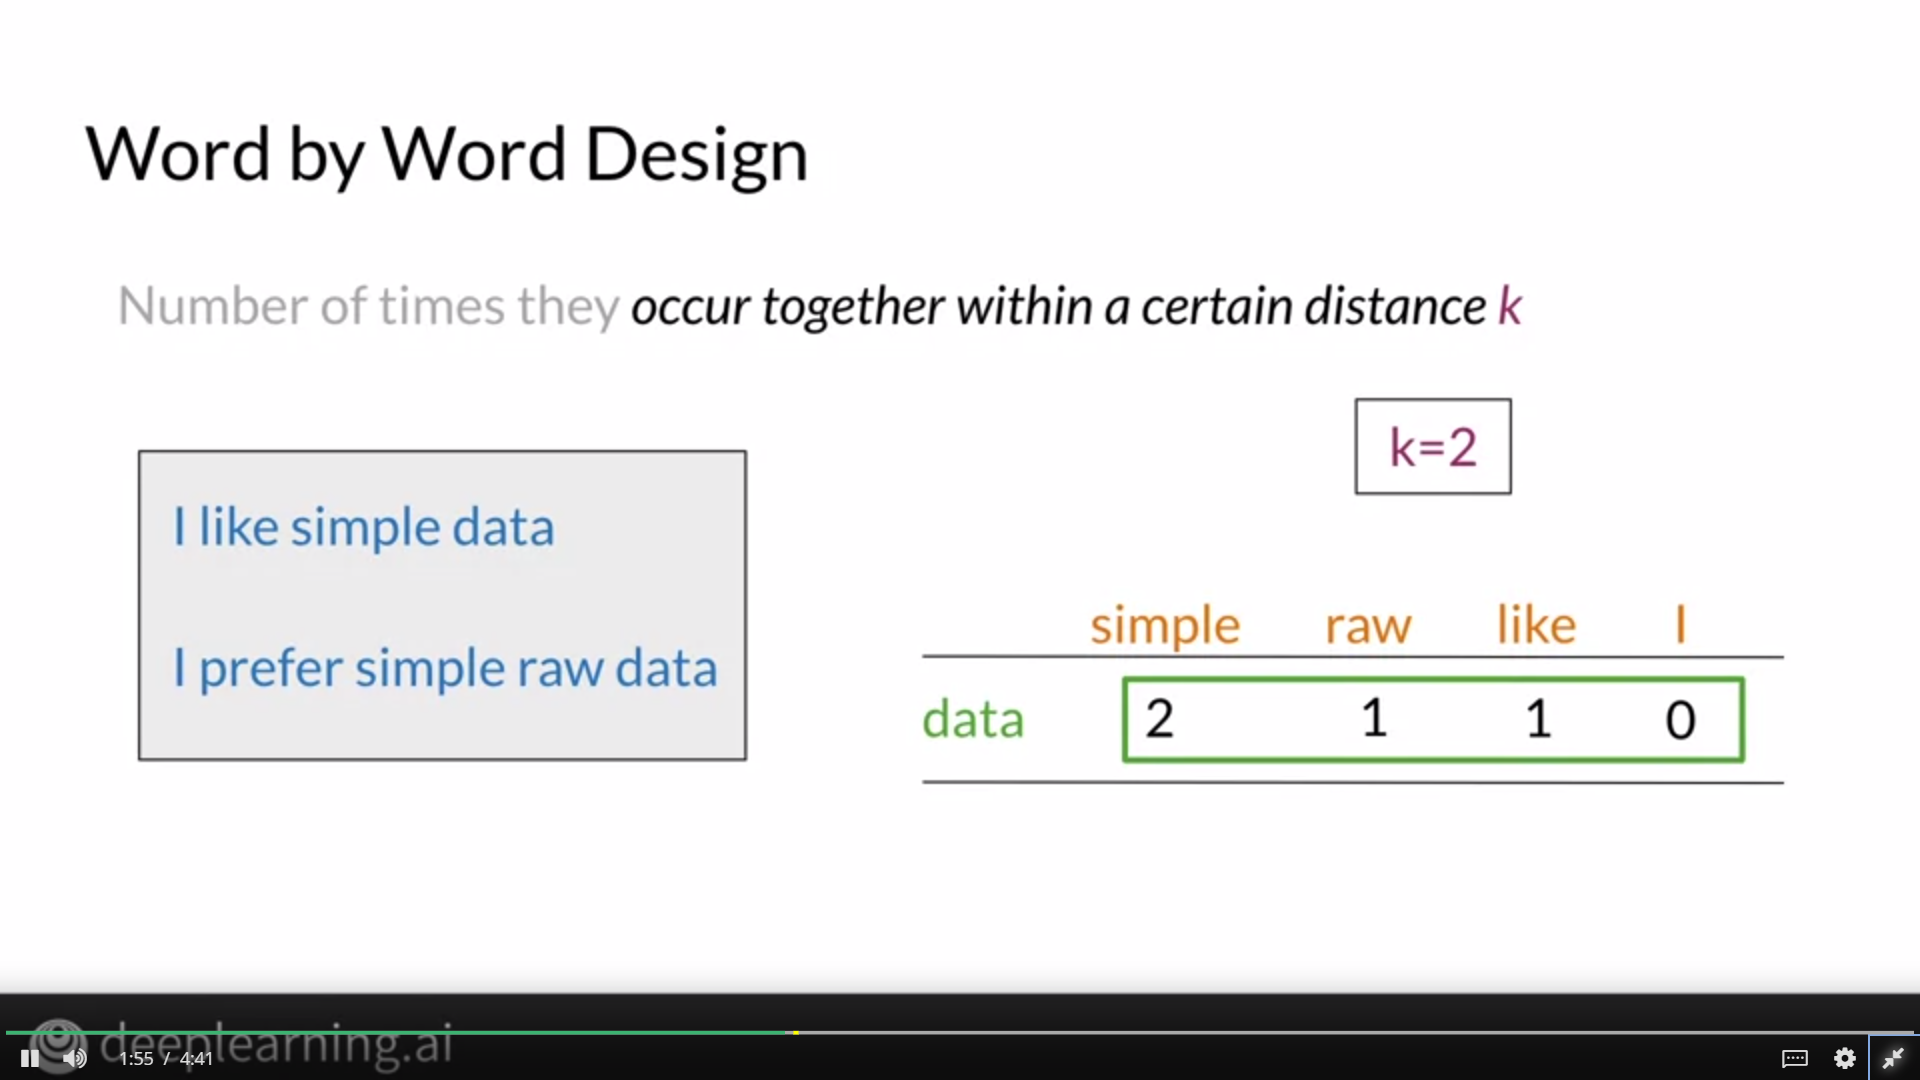 Word by Word Design
Number of times they occur together within a certain distance k
k=2
I like simple data
I prefer simple raw data
simple raw like I
data 2 1 1 0
deeplearning.ai
1:55 / 4:41